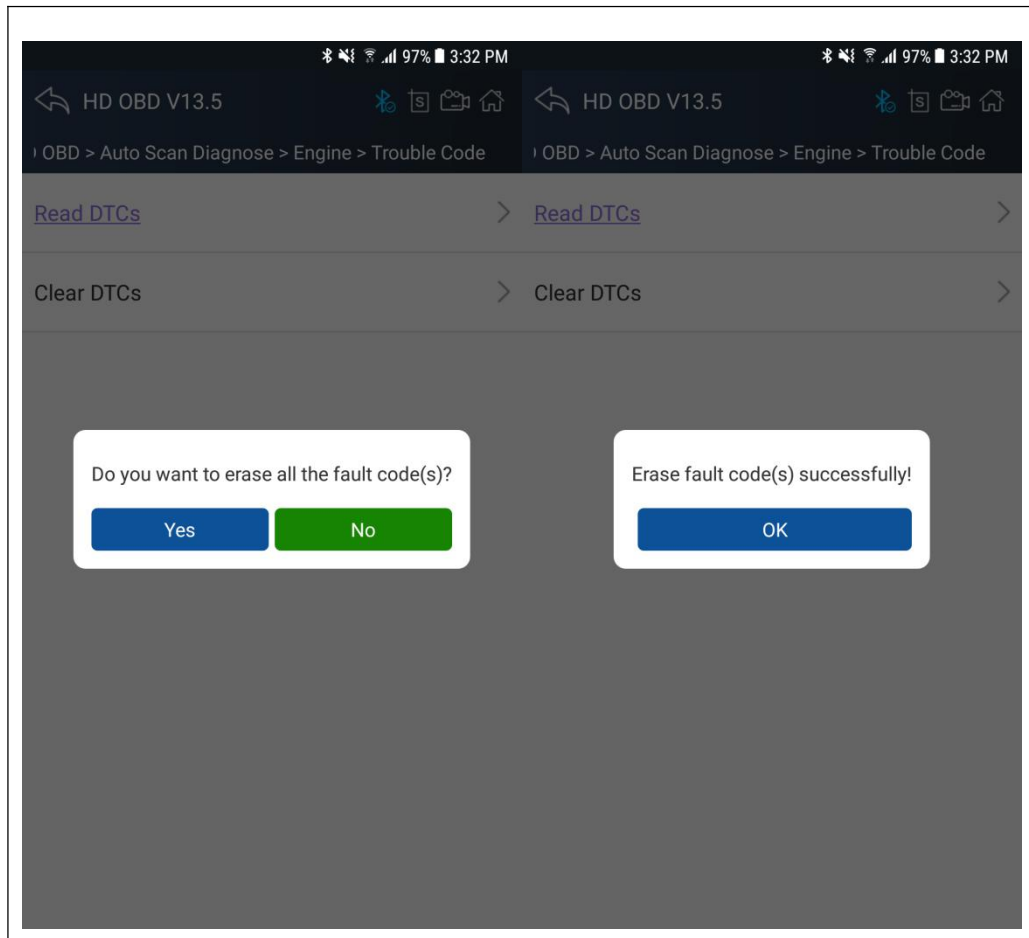 97% 3:32 PM
HD OBD V13.5
OBD > Auto Scan Diagnose > Engine > Trouble Code
Read DTCs
Clear DTCs
Do you want to erase all the fault code(s)?
Yes No
97% 3:32 PM
HD OBD V13.5
OBD > Auto Scan Diagnose > Engine > Trouble Code
Read DTCs
Clear DTCs
Erase fault code(s) successfully!
OK